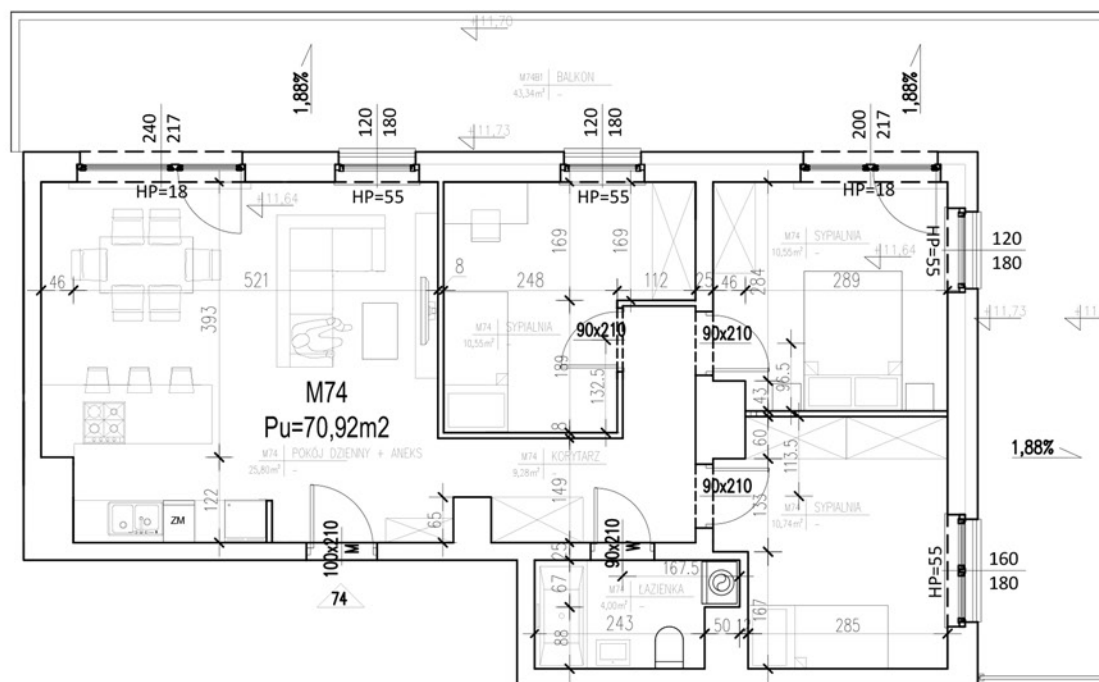 +11,70
1,88%
M74B1 BALKON
43,34m² –
1,88%
240
217
120
180
+11,73
120
180
200
217
HP=18
HP=55
HP=55
HP=18
+11,64
169
169
M74 SYPIALNIA
10,55m² –
+11,64
HP=55
120
180
46
521
8
248
112
25
46
284
289
+11,73
393
M74 SYPIALNIA
10,55m² –
90x210
90x210
189
132.5
96.5
43
M74
Pu=70,92m2
8
M74 POKÓJ DZIENNY + ANEKS
25,80m² –
M74 KORYTARZ
9,28m² –
60
113.5
1,88%
122
149
90x210
133
M74 SYPIALNIA
10,74m² –
65
ZM
100x210
M
25
90x210
W
167.5
HP=55
160
180
74
67
M74 ŁAZIENKA
4,00m² –
167
88
243
50
12
285